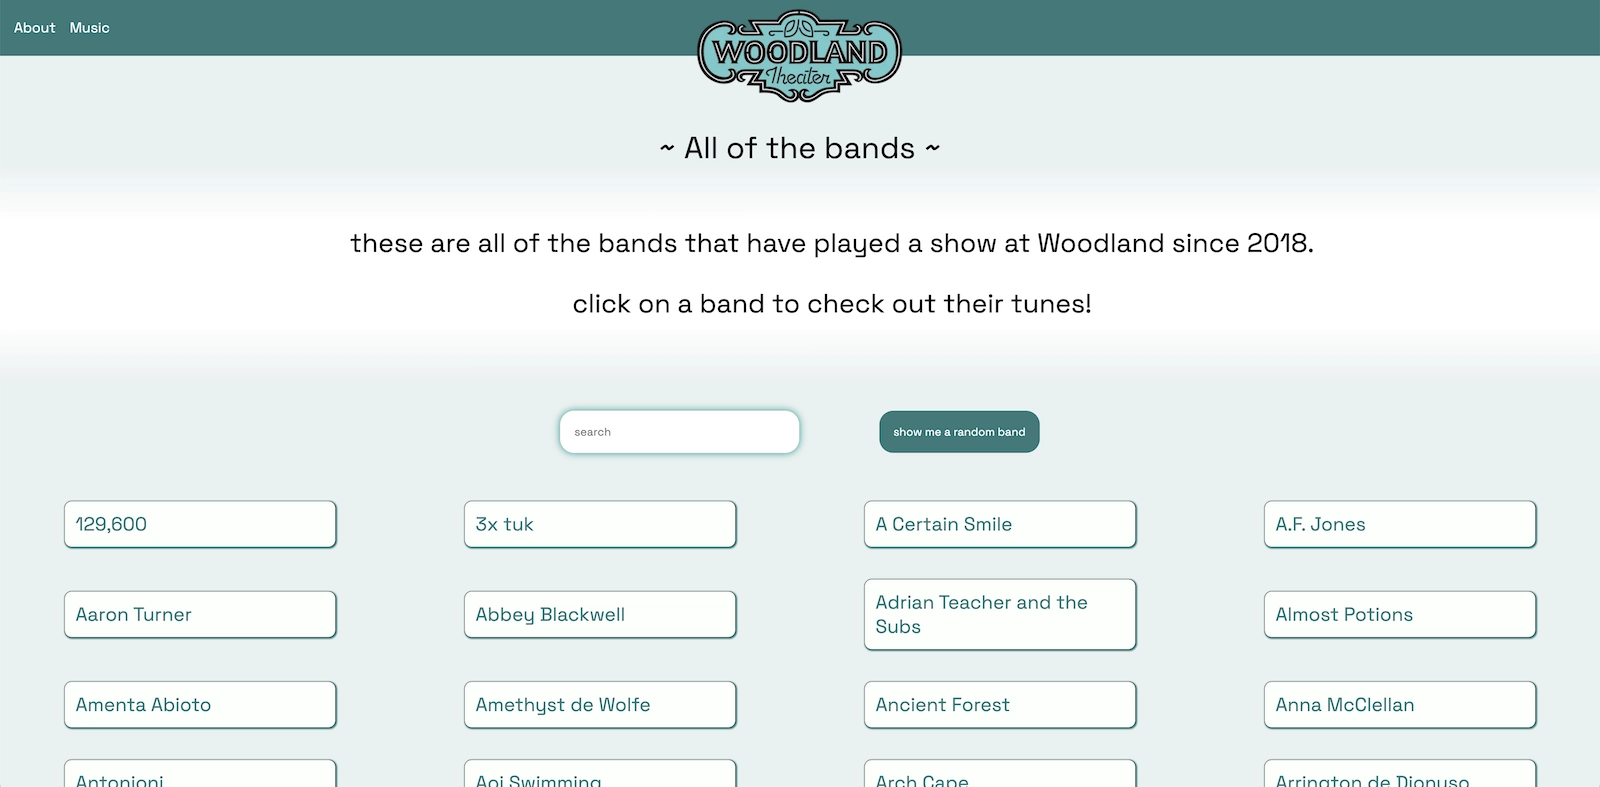 About Music
WOODLAND
Theater
~ All of the bands ~
these are all of the bands that have played a show at Woodland since 2018.
click on a band to check out their tunes!
search
show me a random band
129,600
3x tuk
A Certain Smile
A.F. Jones
Aaron Turner
Abbey Blackwell
Adrian Teacher and the
Subs
Almost Potions
Amenta Abioto
Amethyst de Wolfe
Ancient Forest
Anna McClellan
Antonioni
Aoi Swimming
Arch Cape
Arrington de Dionyso